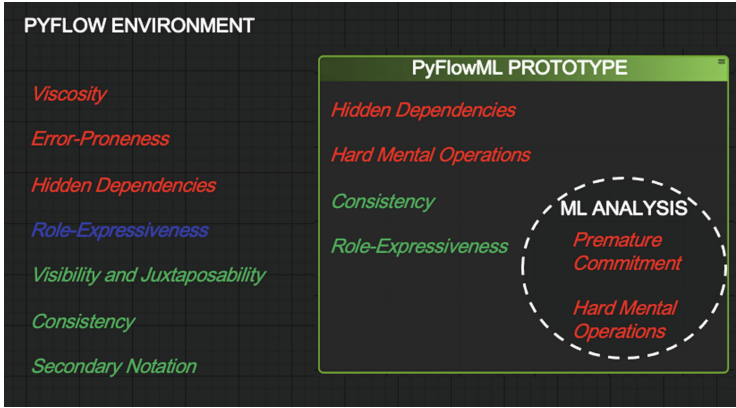 PYFLOW ENVIRONMENT
Viscosity
Error-Proneness
Hidden Dependencies
Role-Expressiveness
Visibility and Juxtaposability
Consistency
Secondary Notation
PyFlowML PROTOTYPE
Hidden Dependencies
Hard Mental Operations
Consistency
Role-Expressiveness
ML ANALYSIS
Premature
Commitment
Hard Mental
Operations